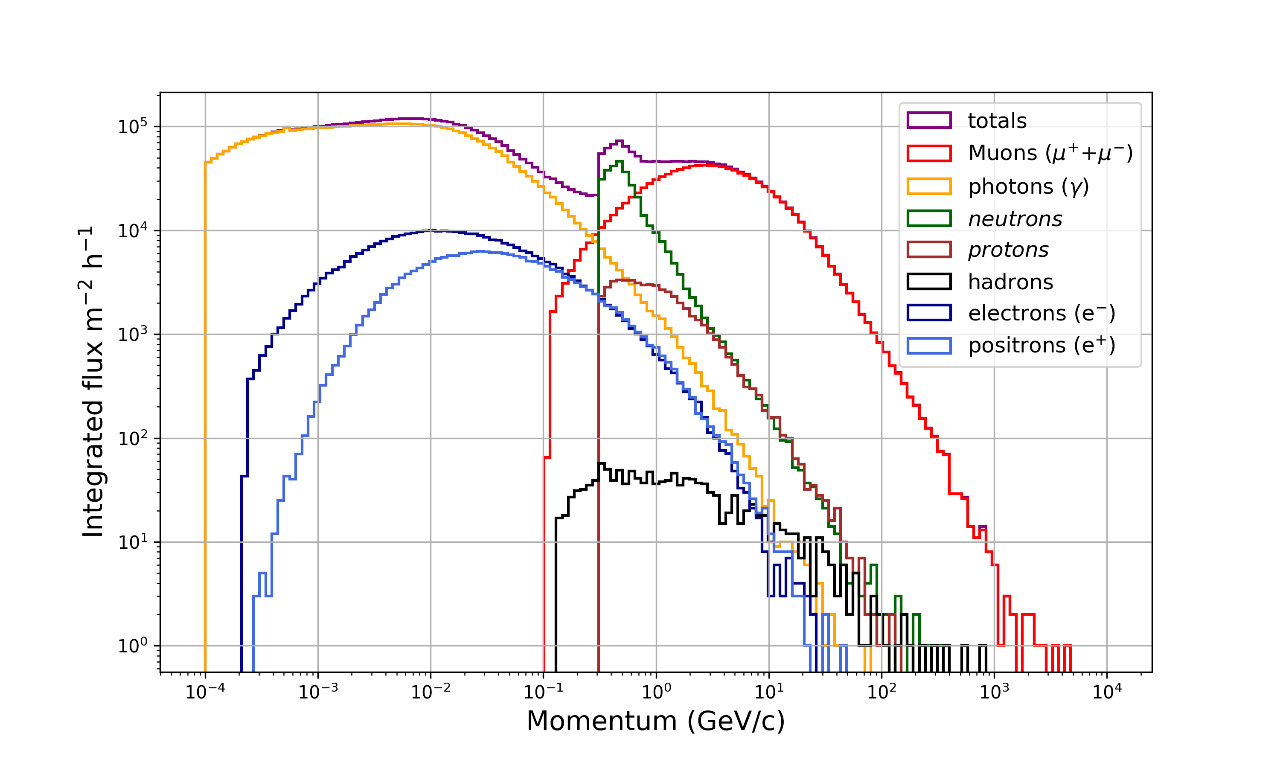 totals
Muons (μ⁺+μ⁻)
photons (γ)
neutrons
protons
hadrons
electrons (e⁻)
positrons (e⁺)
Integrated flux m⁻² h⁻¹
10⁵
10⁴
10³
10²
10¹
10⁰
10⁻⁴ 10⁻³ 10⁻² 10⁻¹ 10⁰ 10¹ 10² 10³ 10⁴
Momentum (GeV/c)